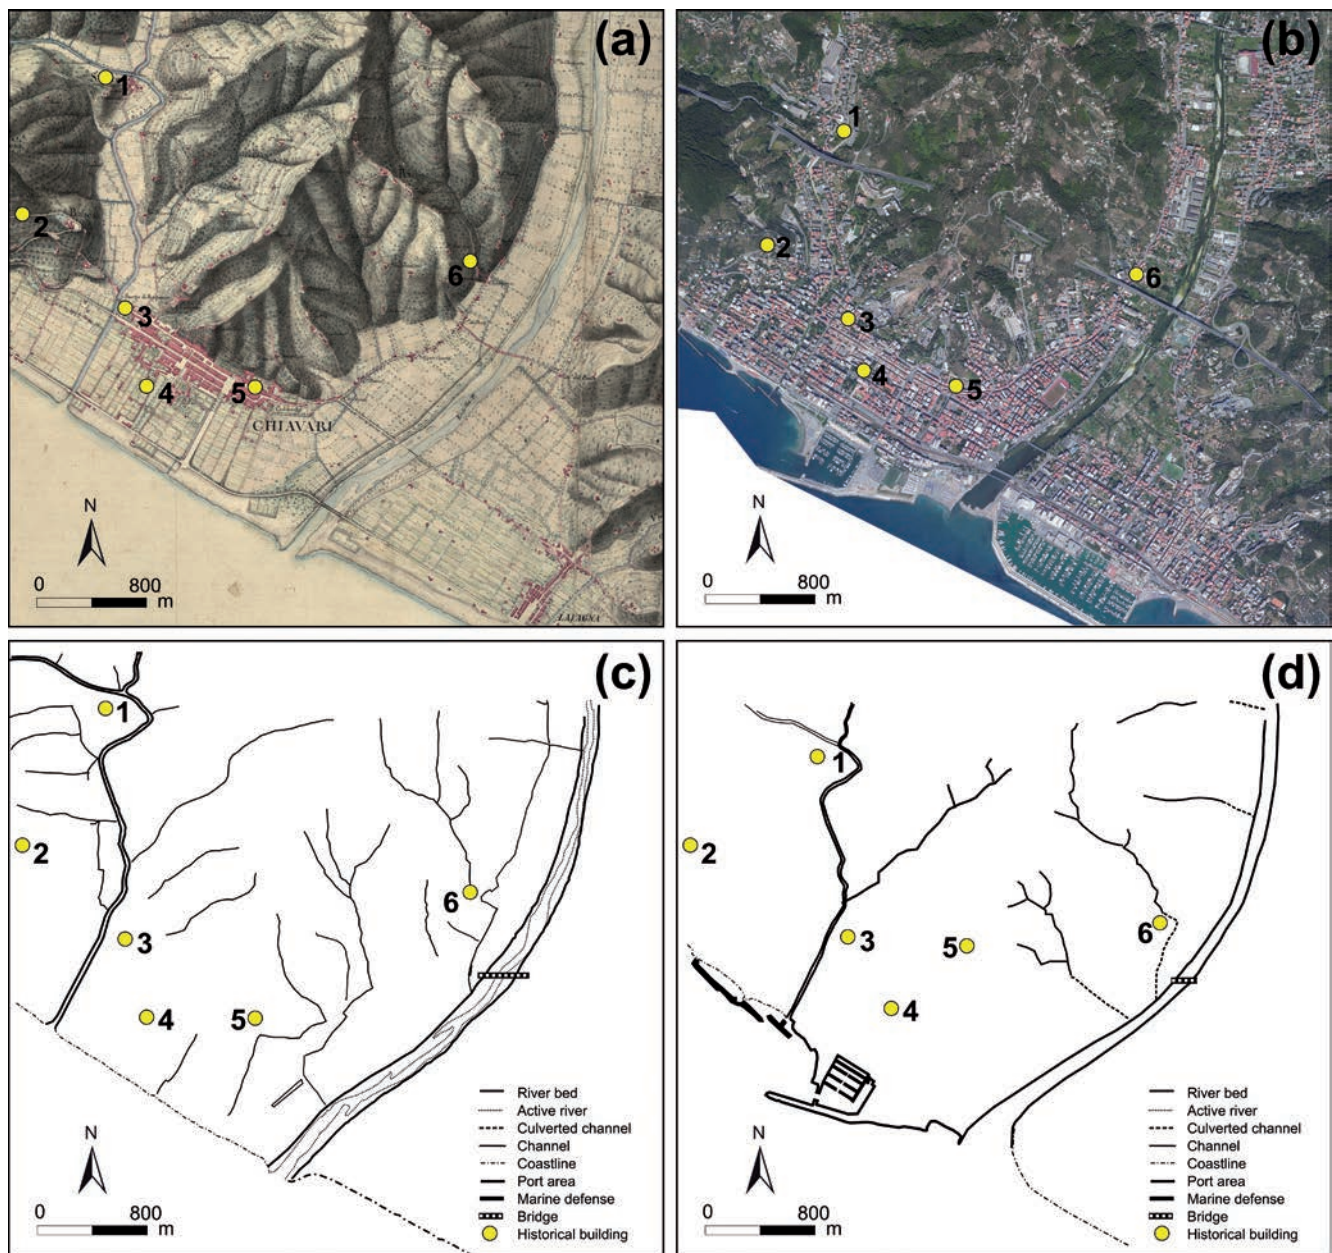 (a)
1
2
3
4
5
6
CHIAVARI
LAVAGNA
N
0 800
m
(b)
1
2
3
4
5
6
N
0 800
m
(c)
1
2
3
4
5
6
N
0 800
m
River bed
Active river
Culverted channel
Channel
Coastline
Port area
Marine defense
Bridge
Historical building
(d)
1
2
3
4
5
6
N
0 800
m
River bed
Active river
Culverted channel
Channel
Coastline
Port area
Marine defense
Bridge
Historical building